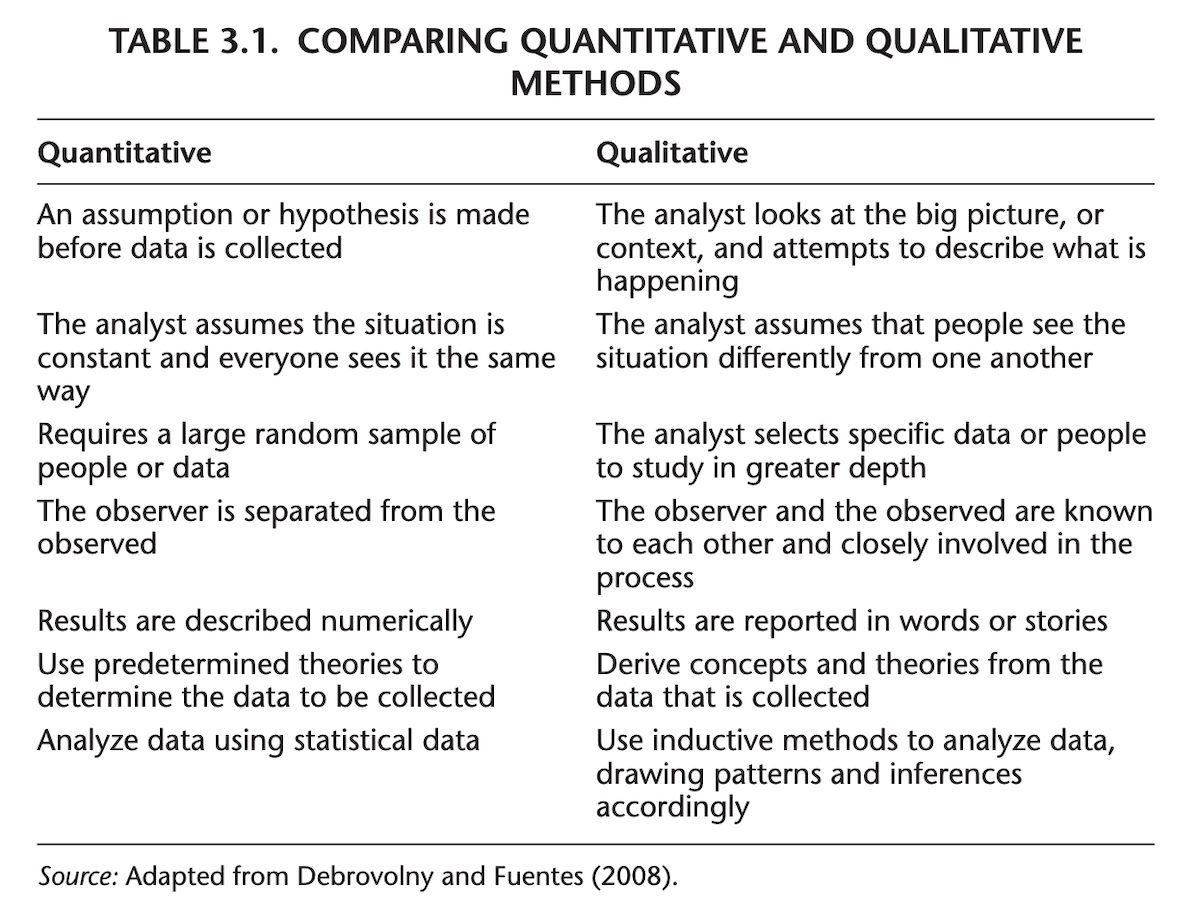 TABLE 3.1. COMPARING QUANTITATIVE AND QUALITATIVE
METHODS
Quantitative
Qualitative
An assumption or hypothesis is made
before data is collected
The analyst looks at the big picture, or
context, and attempts to describe what is
happening
The analyst assumes the situation is
constant and everyone sees it the same
way
The analyst assumes that people see the
situation differently from one another
Requires a large random sample of
people or data
The analyst selects specific data or people
to study in greater depth
The observer is separated from the
observed
The observer and the observed are known
to each other and closely involved in the
process
Results are described numerically
Results are reported in words or stories
Use predetermined theories to
determine the data to be collected
Derive concepts and theories from the
data that is collected
Analyze data using statistical data
Use inductive methods to analyze data,
drawing patterns and inferences
accordingly
Source: Adapted from Debrovolny and Fuentes (2008).